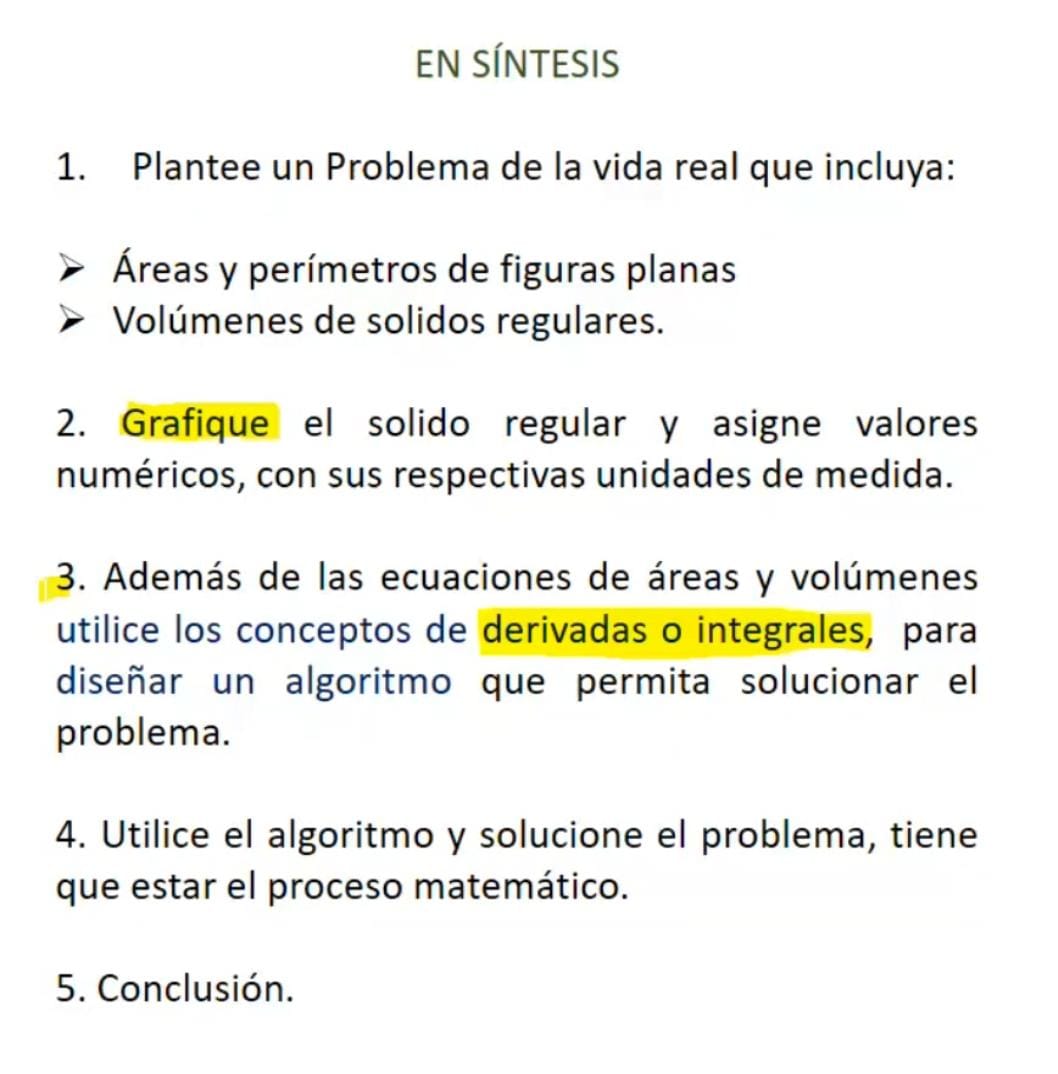 EN SÍNTESIS
1. Plantee un Problema de la vida real que incluya:
➢ Áreas y perímetros de figuras planas
➢ Volúmenes de solidos regulares.
2. Grafique el solido regular y asigne valores
numéricos, con sus respectivas unidades de medida.
3. Además de las ecuaciones de áreas y volúmenes
utilice los conceptos de derivadas o integrales, para
diseñar un algoritmo que permita solucionar el
problema.
4. Utilice el algoritmo y solucione el problema, tiene
que estar el proceso matemático.
5. Conclusión.